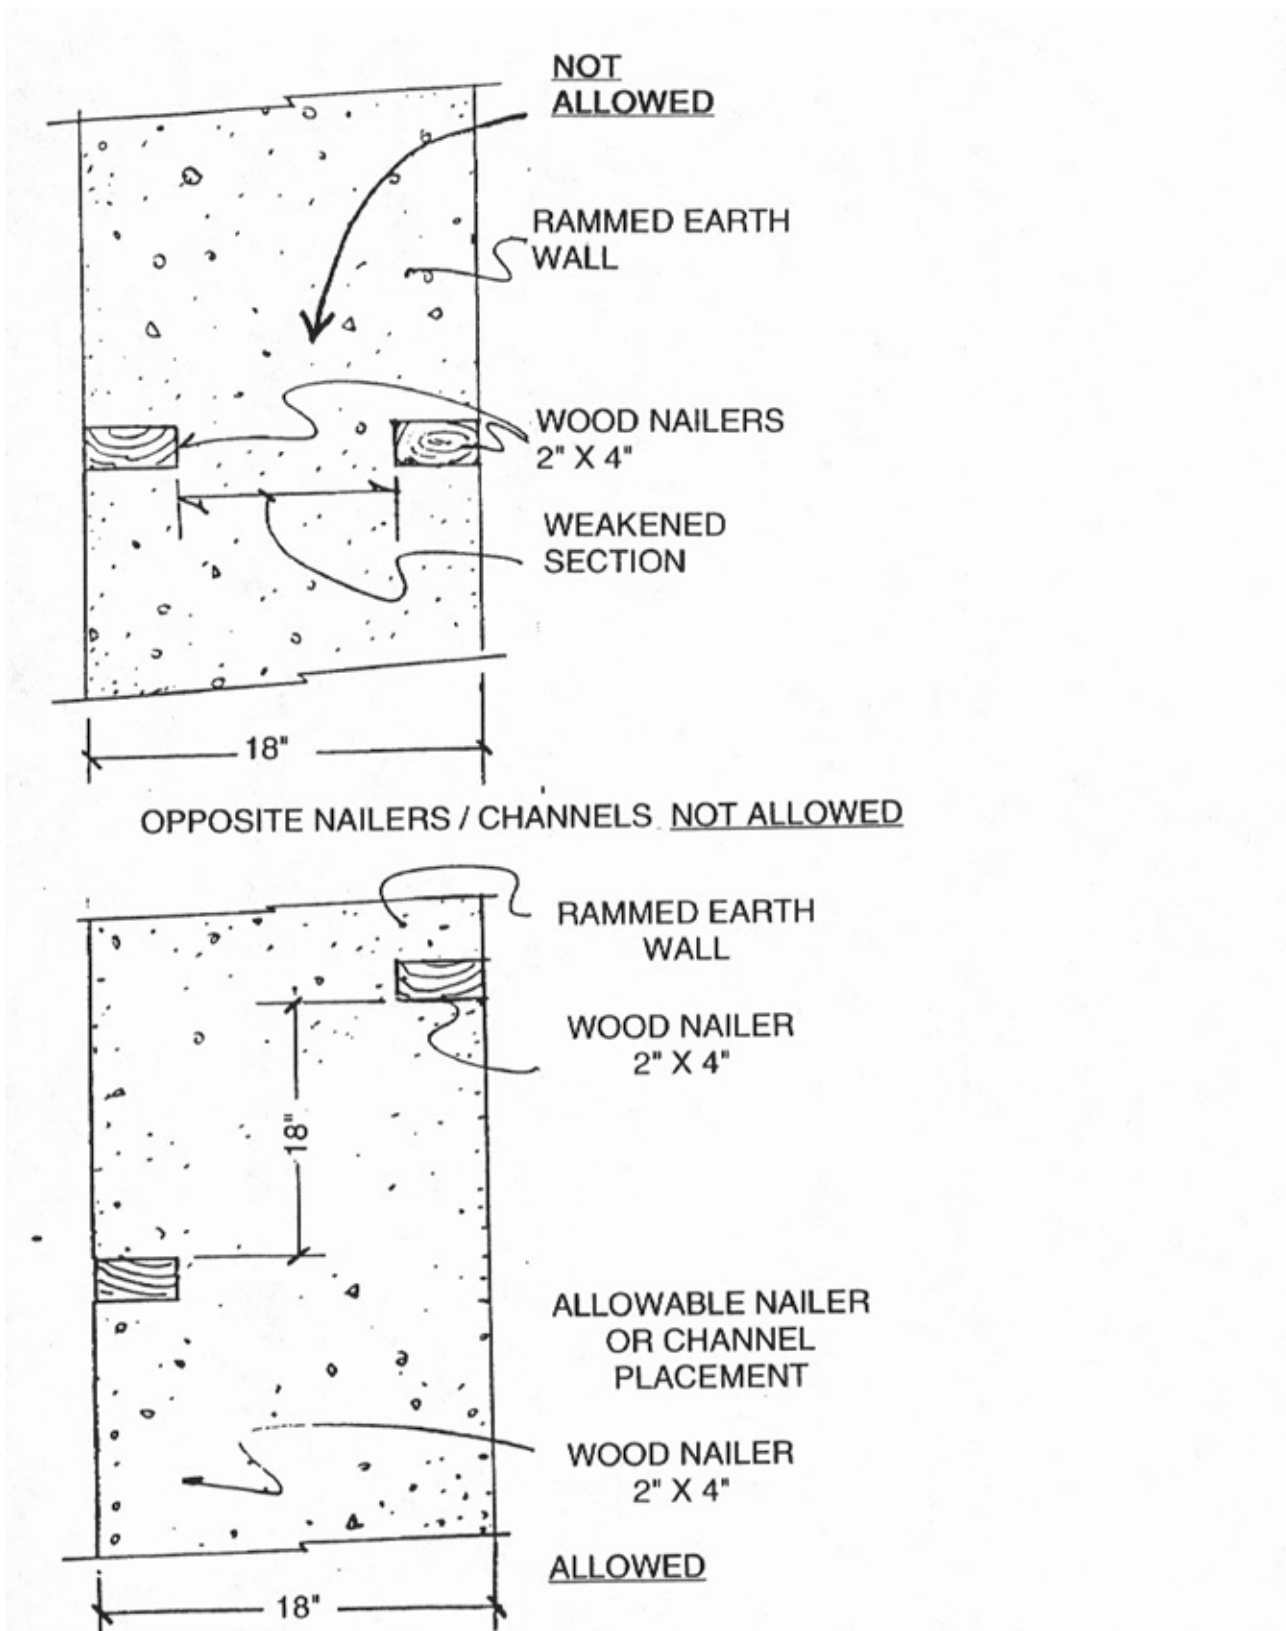 NOT
ALLOWED
RAMMED EARTH
WALL
WOOD NAILERS
2" X 4"
WEAKENED
SECTION
18"
OPPOSITE NAILERS / CHANNELS NOT ALLOWED
RAMMED EARTH
WALL
WOOD NAILER
2" X 4"
18"
ALLOWABLE NAILER
OR CHANNEL
PLACEMENT
WOOD NAILER
2" X 4"
ALLOWED
18"